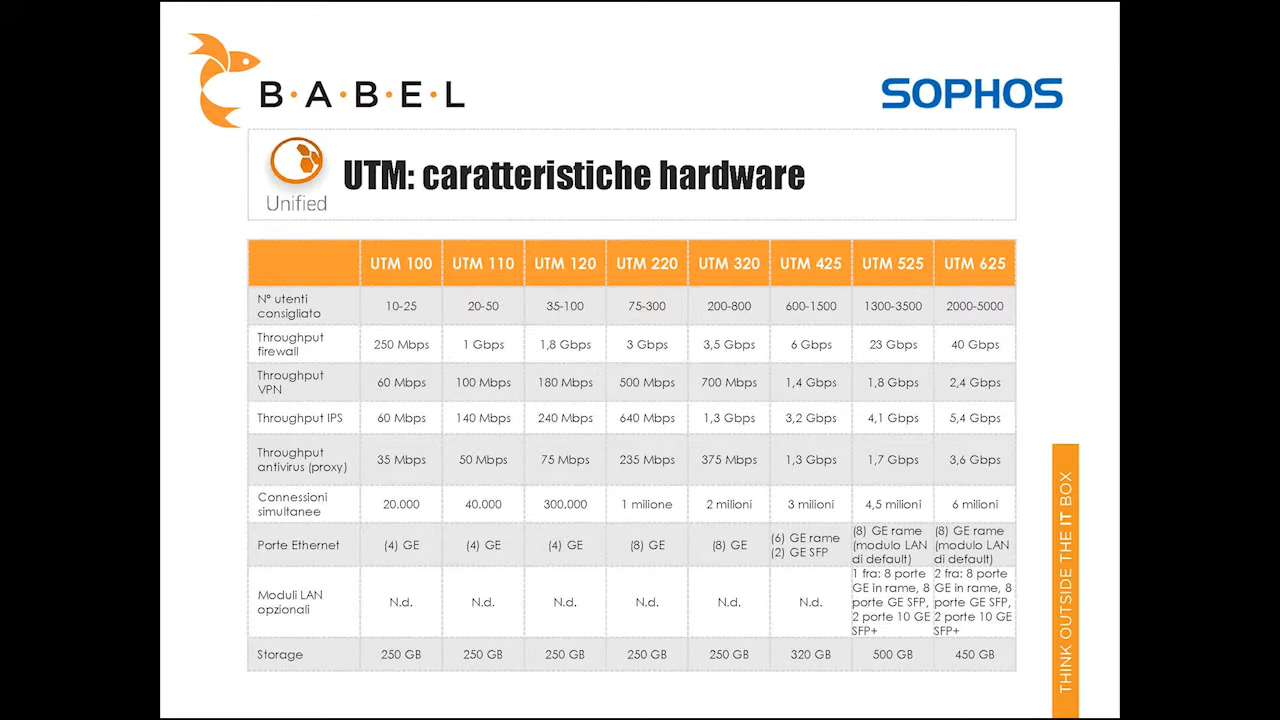 B·A·B·E·L
SOPHOS
Unified
UTM: caratteristiche hardware
UTM 100 UTM 110 UTM 120 UTM 220 UTM 320 UTM 425 UTM 525 UTM 625
N° utenti
consigliato
10-25 20-50 35-100 75-300 200-800 600-1500 1300-3500 2000-5000
Throughput
firewall
250 Mbps 1 Gbps 1,8 Gbps 3 Gbps 3,5 Gbps 6 Gbps 23 Gbps 40 Gbps
Throughput
VPN
60 Mbps 100 Mbps 180 Mbps 500 Mbps 700 Mbps 1,4 Gbps 1,8 Gbps 2,4 Gbps
Throughput IPS 60 Mbps 140 Mbps 240 Mbps 640 Mbps 1,3 Gbps 3,2 Gbps 4,1 Gbps 5,4 Gbps
Throughput
antivirus (proxy)
35 Mbps 50 Mbps 75 Mbps 235 Mbps 375 Mbps 1,3 Gbps 1,7 Gbps 3,6 Gbps
Connessioni
simultanee
20.000 40.000 300.000 1 milione 2 milioni 3 milioni 4,5 milioni 6 milioni
Porte Ethernet (4) GE (4) GE (4) GE (8) GE (8) GE
(6) GE rame
(2) GE SFP
(8) GE rame
(modulo LAN
di default)
(8) GE rame
(modulo LAN
di default)
Moduli LAN
opzionali
N.d. N.d. N.d. N.d. N.d. N.d.
1 fra: 8 porte
GE in rame, 8
porte GE SFP,
2 porte 10 GE
SFP+
2 fra: 8 porte
GE in rame, 8
porte GE SFP,
2 porte 10 GE
SFP+
Storage 250 GB 250 GB 250 GB 250 GB 250 GB 320 GB 500 GB 450 GB
THINK OUTSIDE THE IT BOX